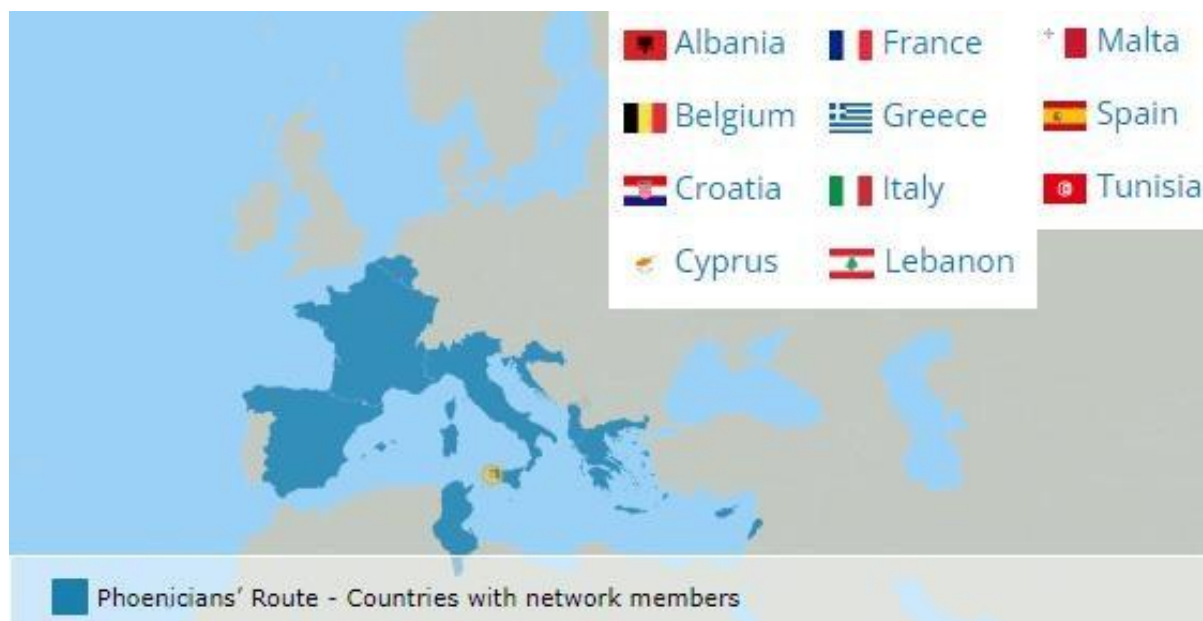 Albania
France
Malta
Belgium
Greece
Spain
Croatia
Italy
Tunisia
Cyprus
Lebanon
Phoenicians’ Route - Countries with network members